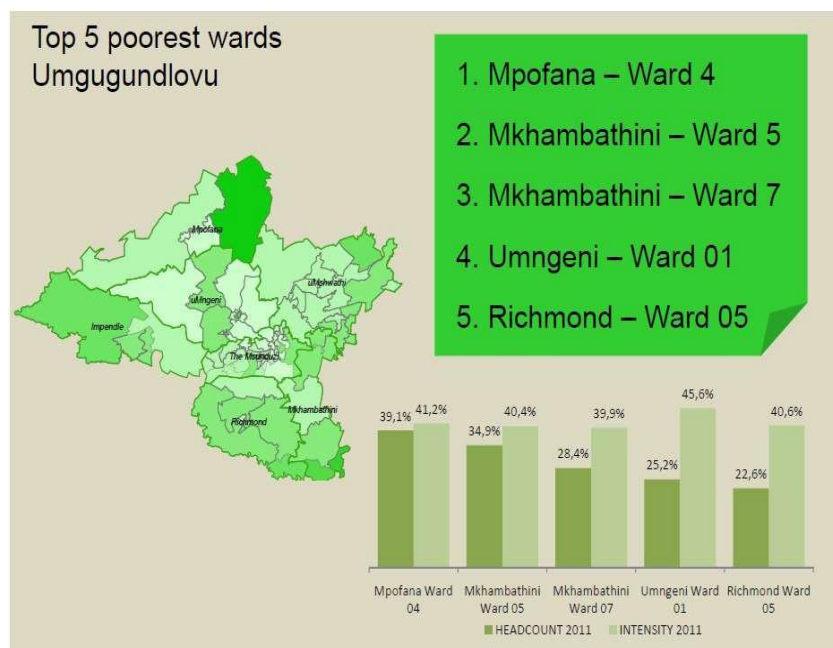 Top 5 poorest wards
Umgugundlovu
1. Mpofana – Ward 4
2. Mkhambathini – Ward 5
3. Mkhambathini – Ward 7
4. Umngeni – Ward 01
5. Richmond – Ward 05
Mpofana
uMshwathi
uMngeni
Impendle
The Msunduzi
Mkhambathini
Richmond
39,1%
41,2%
34,9%
40,4%
28,4%
39,9%
25,2%
45,6%
22,6%
40,6%
Mpofana Ward
04
Mkhambathini
Ward 05
Mkhambathini
Ward 07
Umngeni Ward
01
Richmond Ward
05
HEADCOUNT 2011
INTENSITY 2011